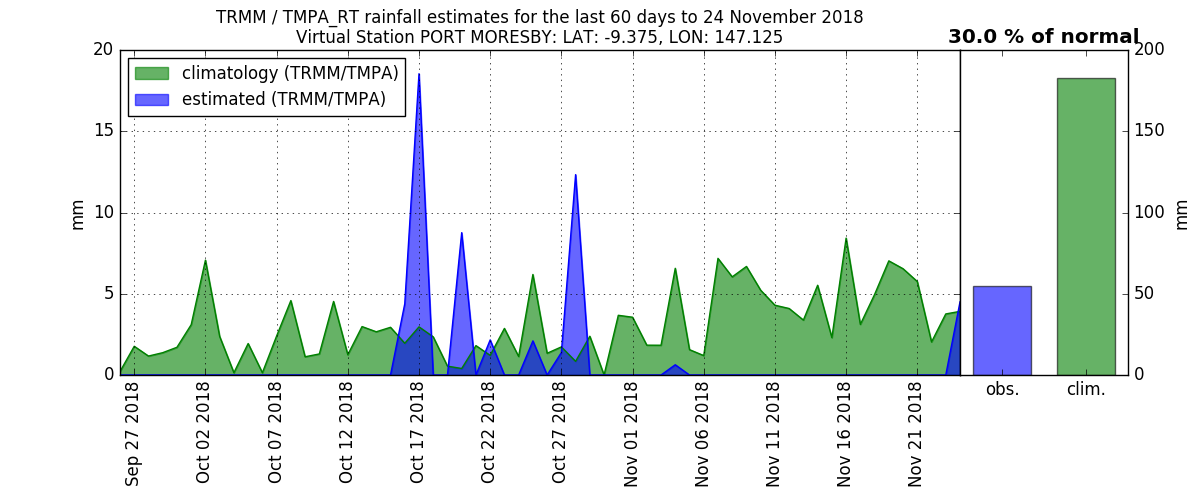 TRMM / TMPA_RT rainfall estimates for the last 60 days to 24 November 2018
Virtual Station PORT MORESBY: LAT: -9.375, LON: 147.125
30.0 % of normal
climatology (TRMM/TMPA)
estimated (TRMM/TMPA)
20
15
10
5
0
mm
200
150
100
50
0
mm
Sep 27 2018
Oct 02 2018
Oct 07 2018
Oct 12 2018
Oct 17 2018
Oct 22 2018
Oct 27 2018
Nov 01 2018
Nov 06 2018
Nov 11 2018
Nov 16 2018
Nov 21 2018
obs.
clim.